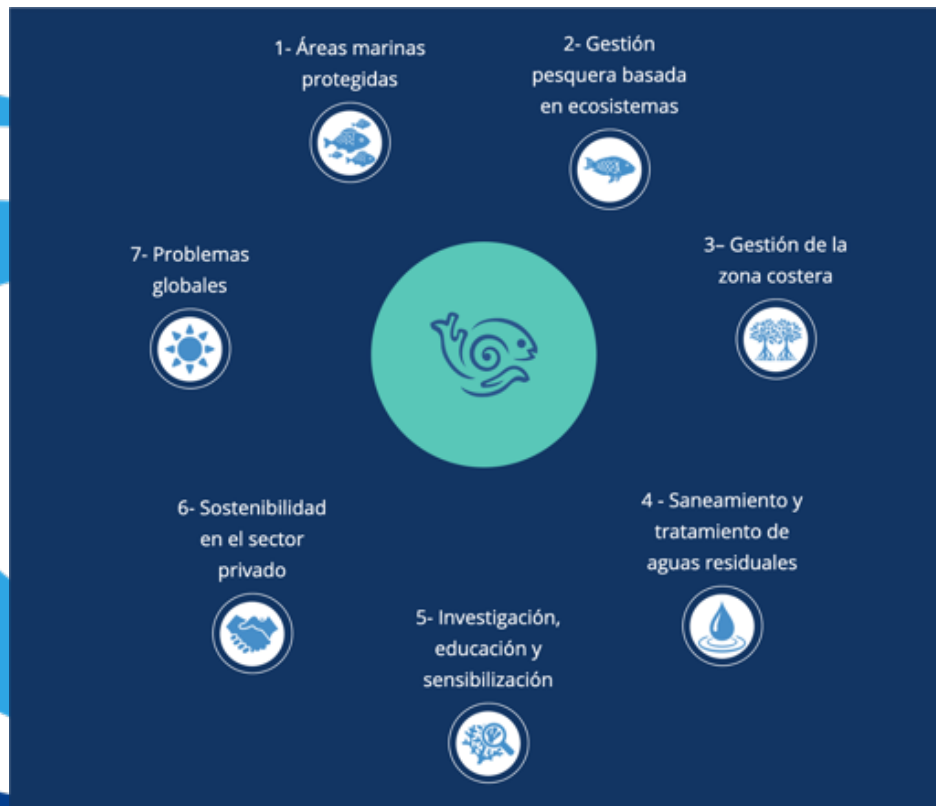 1- Áreas marinas
protegidas
2- Gestión
pesquera basada
en ecosistemas
3– Gestión de la
zona costera
4 - Saneamiento y
tratamiento de
aguas residuales
5- Investigación,
educación y
sensibilización
6- Sostenibilidad
en el sector
privado
7- Problemas
globales